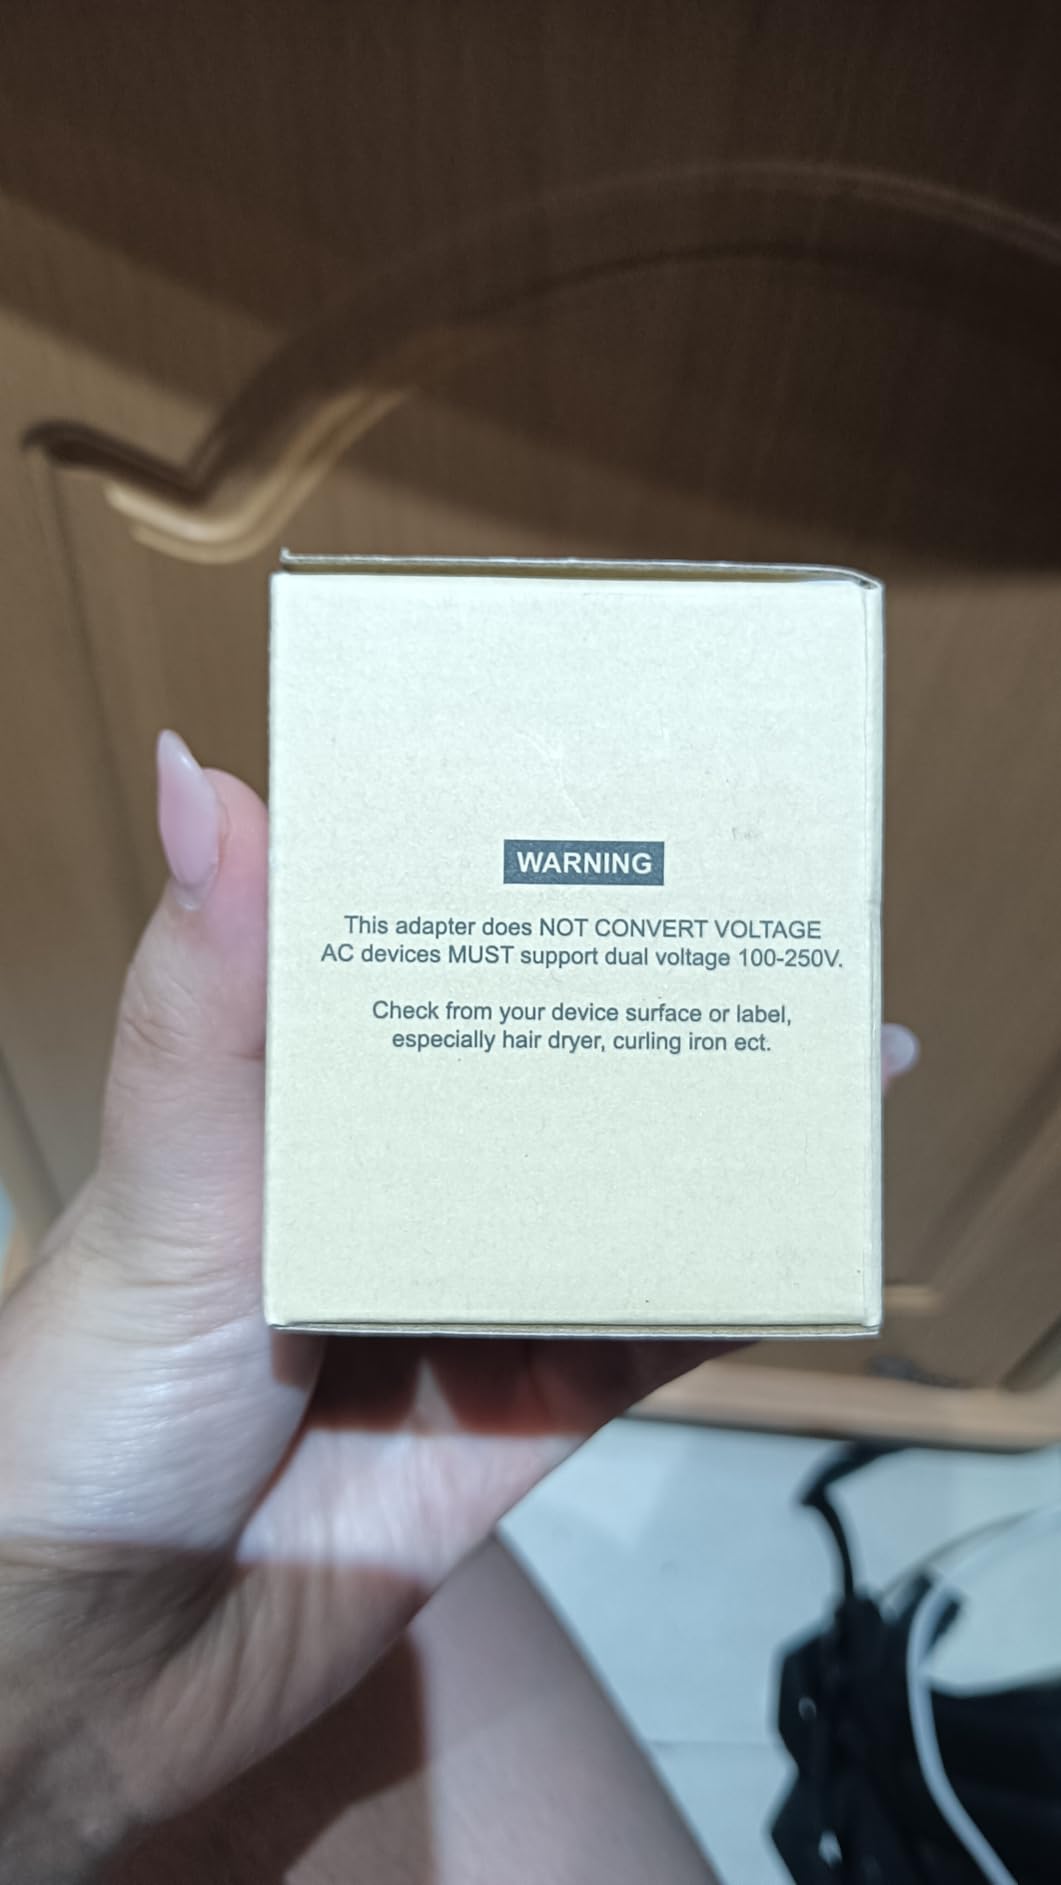 WARNING
This adapter does NOT CONVERT VOLTAGE
AC devices MUST support dual voltage 100-250V.
Check from your device surface or label,
especially hair dryer, curling iron ect.